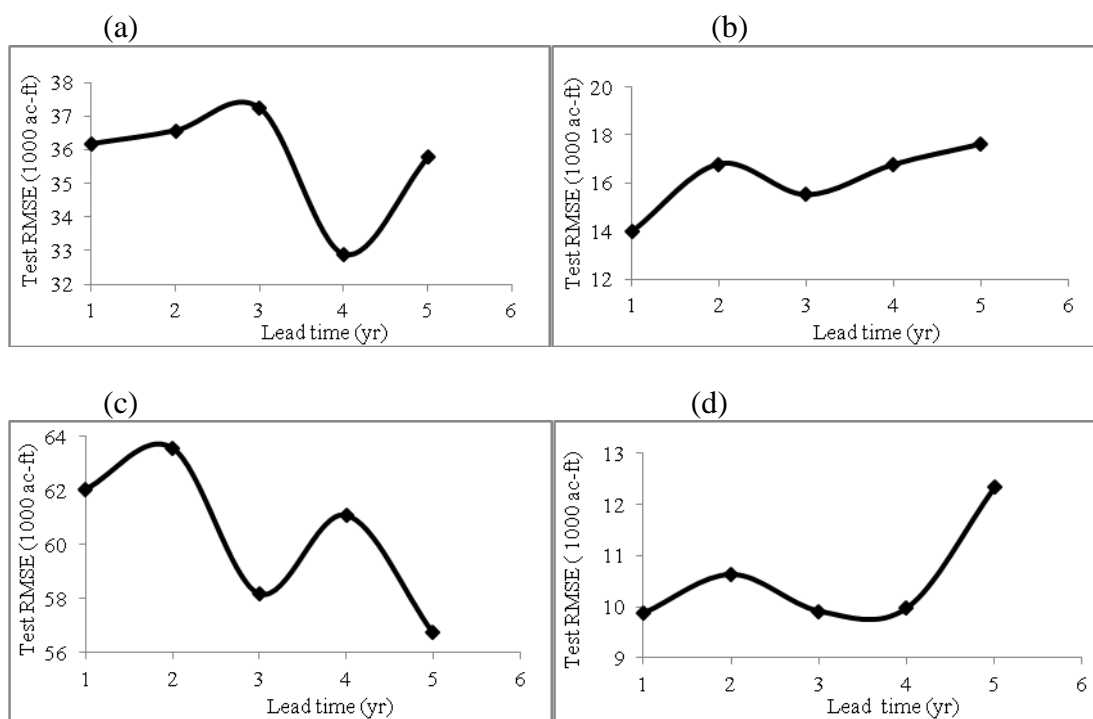 (a)
Test RMSE (1000 ac-ft)
38
37
36
35
34
33
32
1 2 3 4 5 6
Lead time (yr)
(b)
Test RMSE (1000 ac-ft)
20
18
16
14
12
1 2 3 4 5 6
Lead time (yr)
(c)
Test RMSE (1000 ac-ft)
64
62
60
58
56
1 2 3 4 5 6
Lead time (yr)
(d)
Test RMSE ( 1000 ac-ft)
13
12
11
10
9
1 2 3 4 5 6
Lead time (yr)